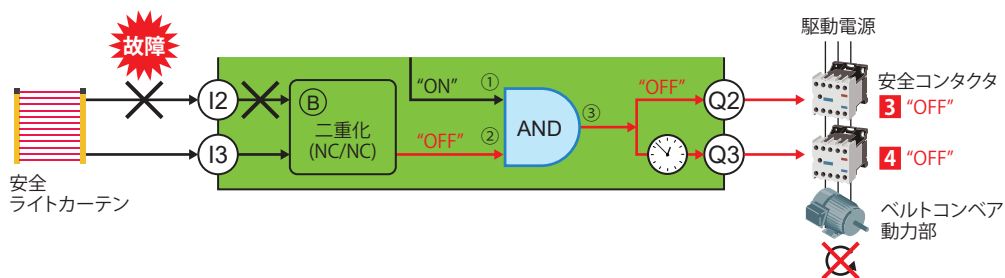 故障
安全
ライトカーテン
I2
I3
Ⓑ
二重化
(NC/NC)
“ON”
①
“OFF”
②
AND
③
“OFF”
Q2
Q3
駆動電源
安全コンタクタ
3 “OFF”
4 “OFF”
ベルトコンベア
動力部